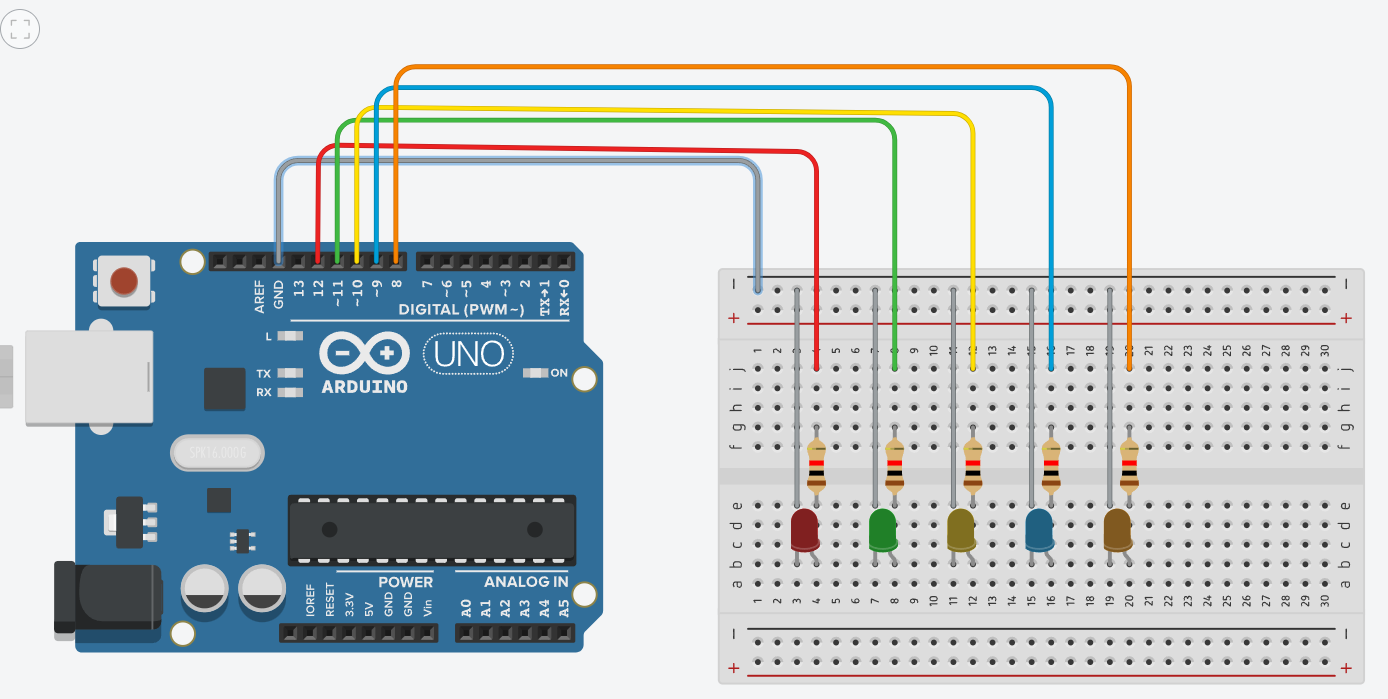 AREF
GND
13
12
~11
~10
~9
8
7
~6
~5
4
~3
2
TX→1
RX←0
DIGITAL (PWM~)
L
TX
RX
ARDUINO
UNO
ON
SPK16.000G
POWER
ANALOG IN
IOREF
RESET
3.3V
5V
GND
GND
Vin
A0
A1
A2
A3
A4
A5
− −
+ +
1 2 3 4 5 6 7 8 9 10 11 12 13 14 15 16 17 18 19 20 21 22 23 24 25 26 27 28 29 30
j j
i i
h h
g g
f f
e e
d d
c c
b b
a a
1 2 3 4 5 6 7 8 9 10 11 12 13 14 15 16 17 18 19 20 21 22 23 24 25 26 27 28 29 30
− −
+ +